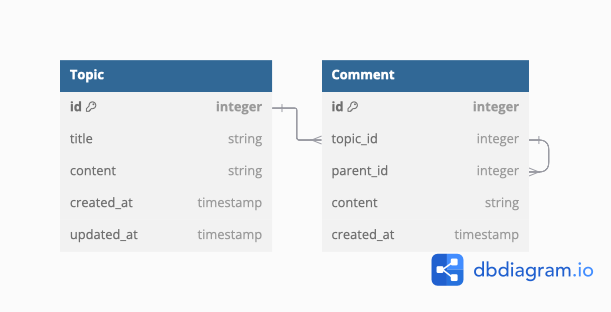 Topic
id integer
title string
content string
created_at timestamp
updated_at timestamp
Comment
id integer
topic_id integer
parent_id integer
content string
created_at timestamp
dbdiagram.io